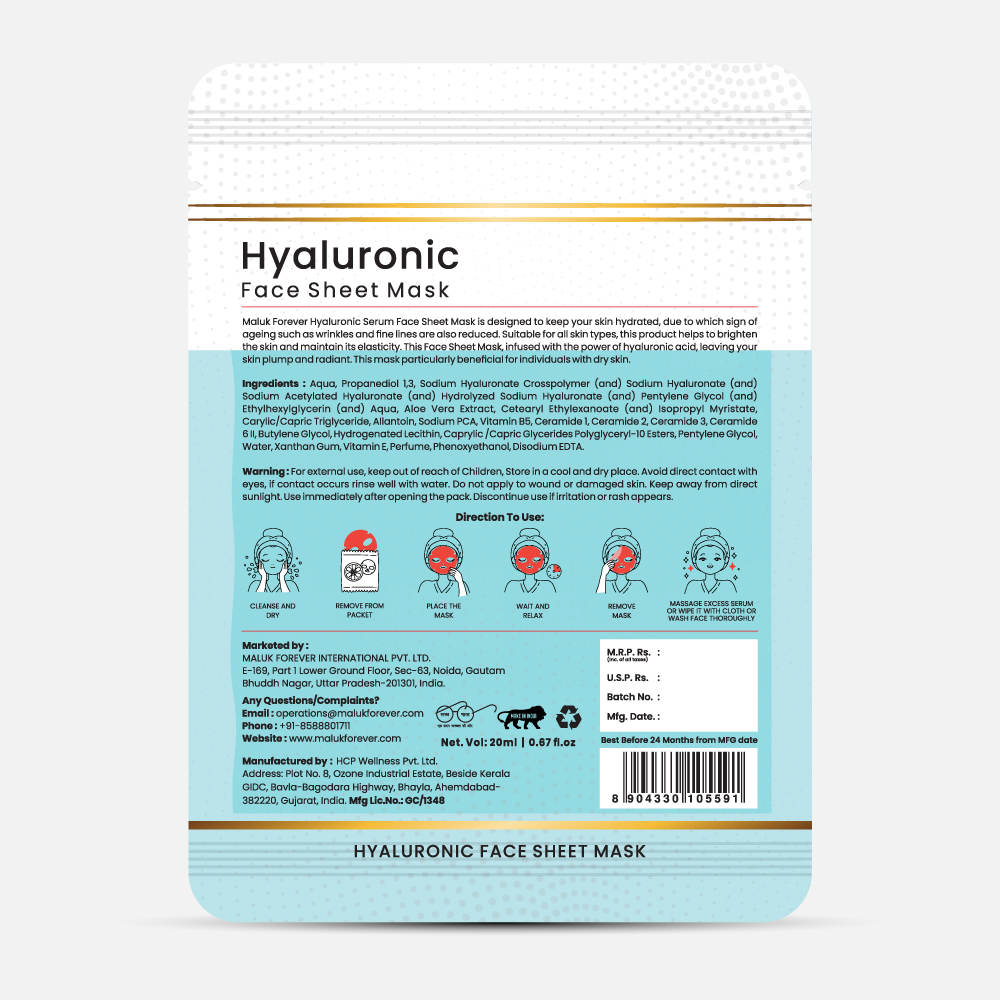 Hyaluronic
Face Sheet Mask
Maluk Forever Hyaluronic Serum Face Sheet Mask is designed to keep your skin hydrated, due to which sign of
ageing such as wrinkles and fine lines are also reduced. Suitable for all skin types, this product helps to brighten
the skin and maintain its elasticity. This Face Sheet Mask, infused with the power of hyaluronic acid, leaving your
skin plump and radiant. This mask particularly beneficial for individuals with dry skin.
Ingredients : Aqua, Propanediol 1,3, Sodium Hyaluronate Crosspolymer (and) Sodium Hyaluronate (and)
Sodium Acetylated Hyaluronate (and) Hydrolyzed Sodium Hyaluronate (and) Pentylene Glycol (and)
Ethylhexylglycerin (and) Aqua, Aloe Vera Extract, Cetearyl Ethylexanoate (and) Isopropyl Myristate,
Carylic/Capric Triglyceride, Allantoin, Sodium PCA, Vitamin B5, Ceramide 1, Ceramide 2, Ceramide 3, Ceramide
6 II, Butylene Glycol, Hydrogenated Lecithin, Caprylic /Capric Glycerides Polyglyceryl-10 Esters, Pentylene Glycol,
Water, Xanthan Gum, Vitamin E, Perfume, Phenoxyethanol, Disodium EDTA.
Warning : For external use, keep out of reach of Children, Store in a cool and dry place. Avoid direct contact with
eyes, if contact occurs rinse well with water. Do not apply to wound or damaged skin. Keep away from direct
sunlight. Use immediately after opening the pack. Discontinue use if irritation or rash appears.
Direction To Use:
CLEANSE AND
DRY
REMOVE FROM
PACKET
PLACE THE
MASK
WAIT AND
RELAX
REMOVE
MASK
MASSAGE EXCESS SERUM
OR WIPE IT WITH CLOTH OR
WASH FACE THOROUGHLY
Marketed by :
MALUK FOREVER INTERNATIONAL PVT. LTD.
E-169, Part 1 Lower Ground Floor, Sec-63, Noida, Gautam
Bhuddh Nagar, Uttar Pradesh-201301, India.
Any Questions/Complaints?
Email : operations@malukforever.com
Phone : +91-8588801711
Website : www.malukforever.com
MAKE IN INDIA
Net. Vol: 20ml | 0.67 fl.oz
Manufactured by : HCP Wellness Pvt. Ltd.
Address: Plot No. 8, Ozone Industrial Estate, Beside Kerala
GIDC, Bavla-Bagodara Highway, Bhayla, Ahemdabad-
382220, Gujarat, India. Mfg Lic.No.: GC/1348
M.R.P. Rs. :
(Inc. of all taxes)
U.S.P. Rs. :
Batch No. :
Mfg. Date. :
Best Before 24 Months from MFG date
8 904330 105591
HYALURONIC FACE SHEET MASK